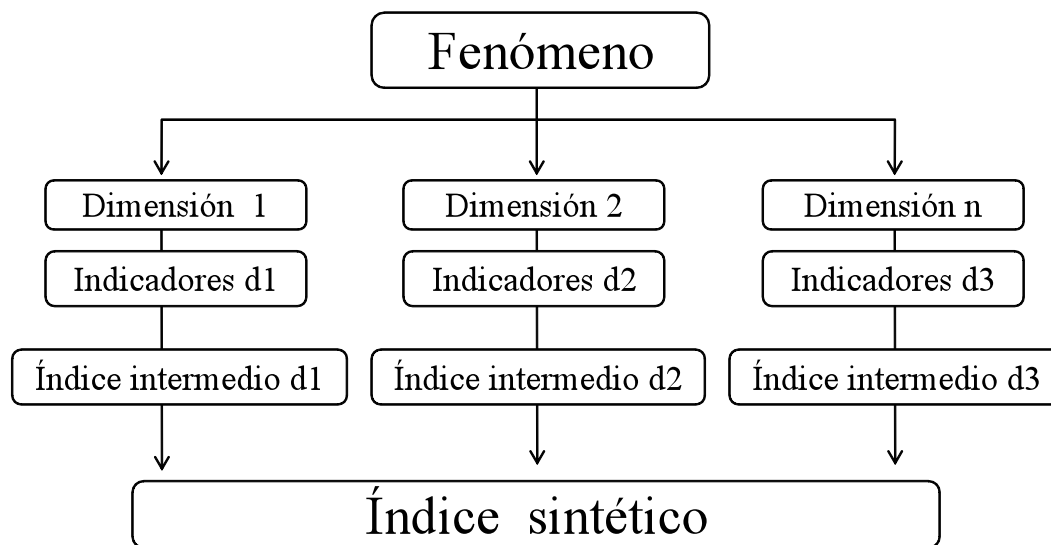 Fenómeno
Dimensión 1
Dimensión 2
Dimensión n
Indicadores d1
Indicadores d2
Indicadores d3
Índice intermedio d1
Índice intermedio d2
Índice intermedio d3
Índice sintético